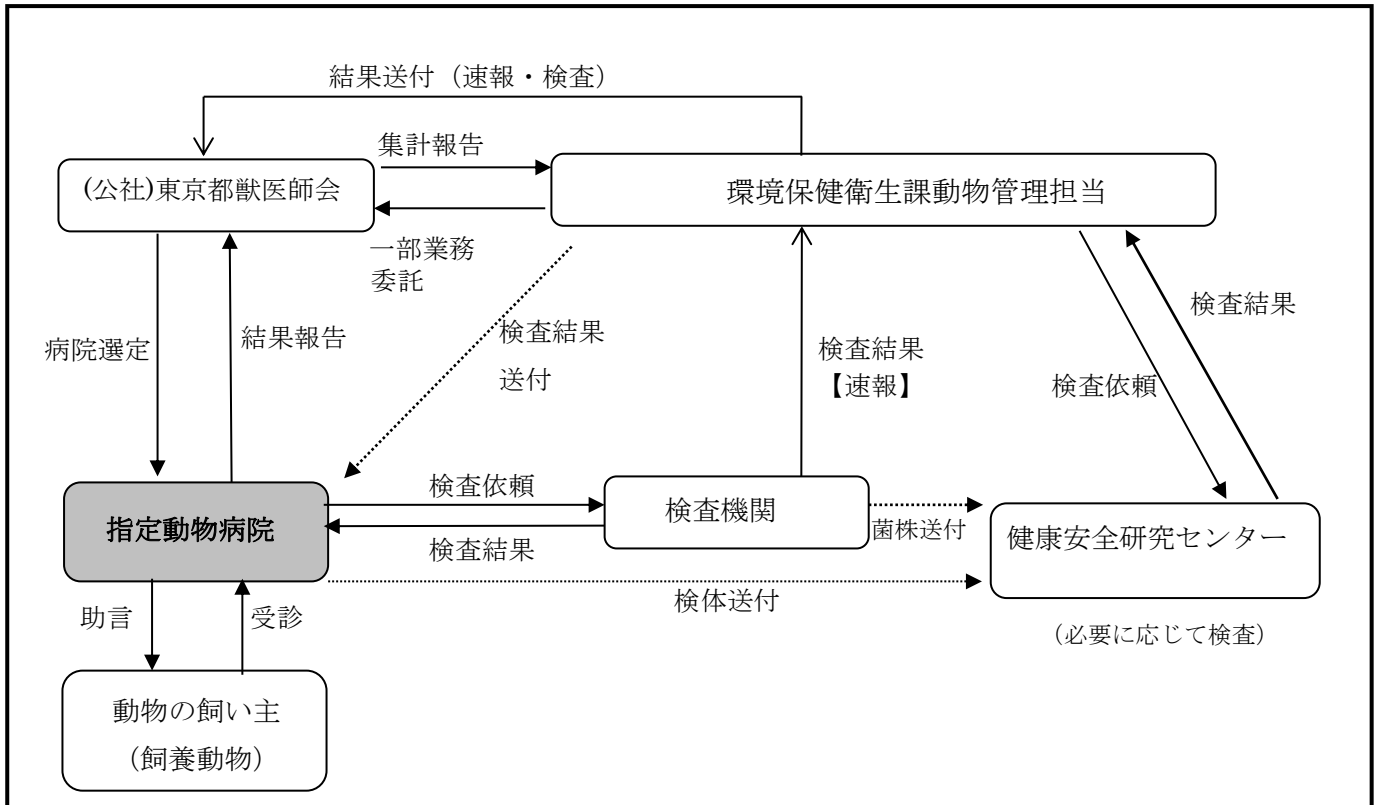 結果送付（速報・検査）
集計報告
(公社)東京都獣医師会
環境保健衛生課動物管理担当
一部業務
委託
病院選定
結果報告
検査結果
送付
検査結果
【速報】
検査依頼
検査結果
指定動物病院
検査依頼
検査結果
検査機関
菌株送付
健康安全研究センター
検体送付
（必要に応じて検査）
助言
受診
動物の飼い主
（飼養動物）